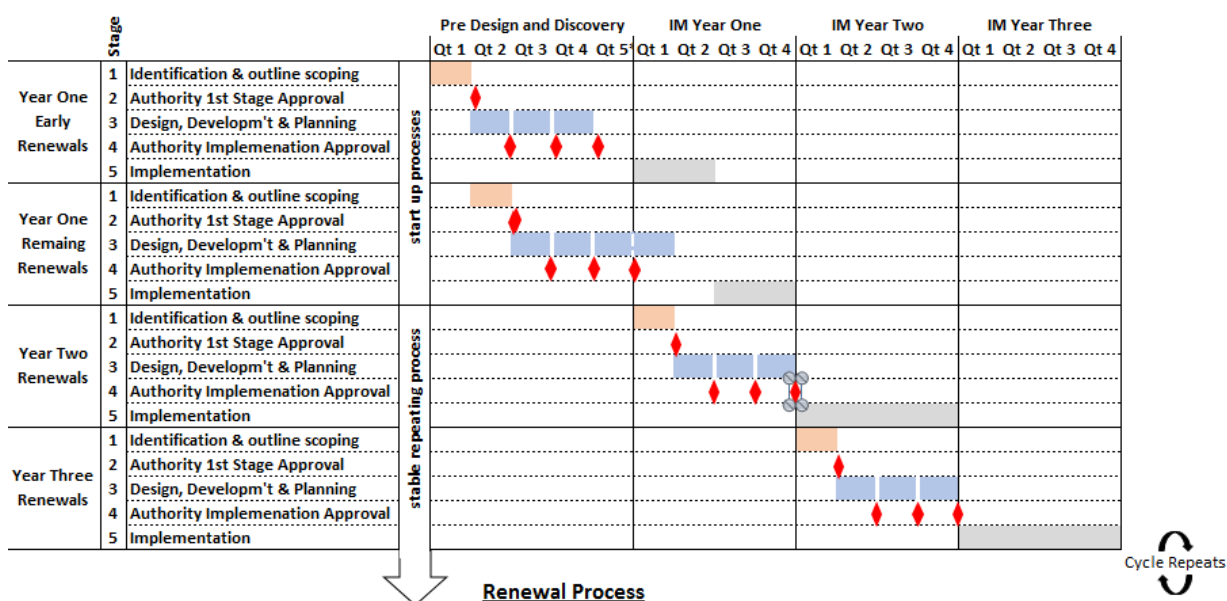 Stage
Pre Design and Discovery IM Year One IM Year Two IM Year Three
Qt 1 Qt 2 Qt 3 Qt 4 Qt 5 Qt 1 Qt 2 Qt 3 Qt 4 Qt 1 Qt 2 Qt 3 Qt 4 Qt 1 Qt 2 Qt 3 Qt 4
Year One
Early
Renewals
1 Identification & outline scoping
2 Authority 1st Stage Approval
3 Design, Developm't & Planning
4 Authority Implemenation Approval
5 Implementation
Year One
Remaing
Renewals
1 Identification & outline scoping
2 Authority 1st Stage Approval
3 Design, Developm't & Planning
4 Authority Implemenation Approval
5 Implementation
start up processes
Year Two
Renewals
1 Identification & outline scoping
2 Authority 1st Stage Approval
3 Design, Developm't & Planning
4 Authority Implemenation Approval
5 Implementation
Year Three
Renewals
1 Identification & outline scoping
2 Authority 1st Stage Approval
3 Design, Developm't & Planning
4 Authority Implemenation Approval
5 Implementation
stable repeating process
Cycle Repeats
Renewal Process